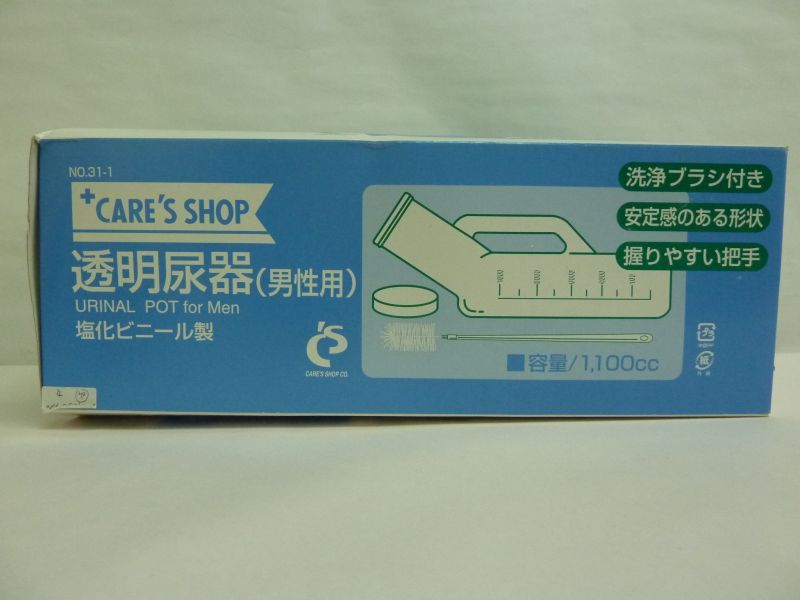 NO.31-1
+CARE'S SHOP
透明尿器(男性用)
URINAL POT for Men
塩化ビニール製
CARE'S SHOP CO.
洗浄ブラシ付き
安定感のある形状
握りやすい把手
■容量/1,100cc
プラ
紙